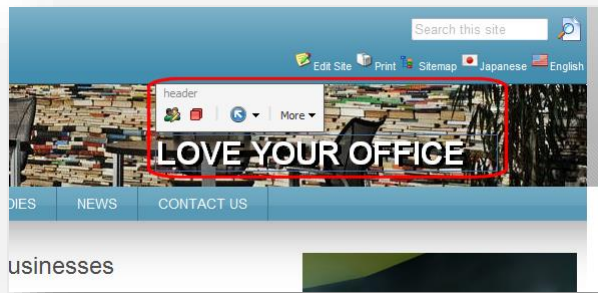 Search this site
Edit Site Print Sitemap Japanese English
header
More
LOVE YOUR OFFICE
DIES NEWS CONTACT US
usinesses